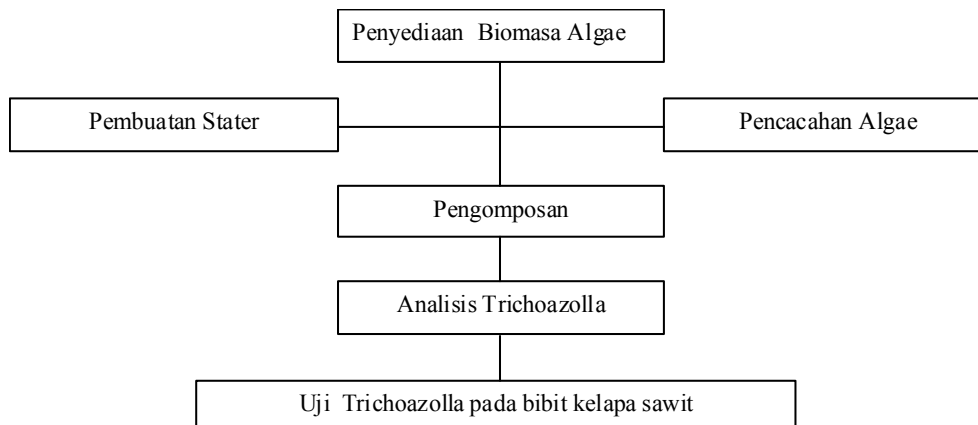 Penyediaan Biomasa Algae
Pembuatan Stater
Pencacahan Algae
Pengomposan
Analisis Trichoazolla
Uji Trichoazolla pada bibit kelapa sawit